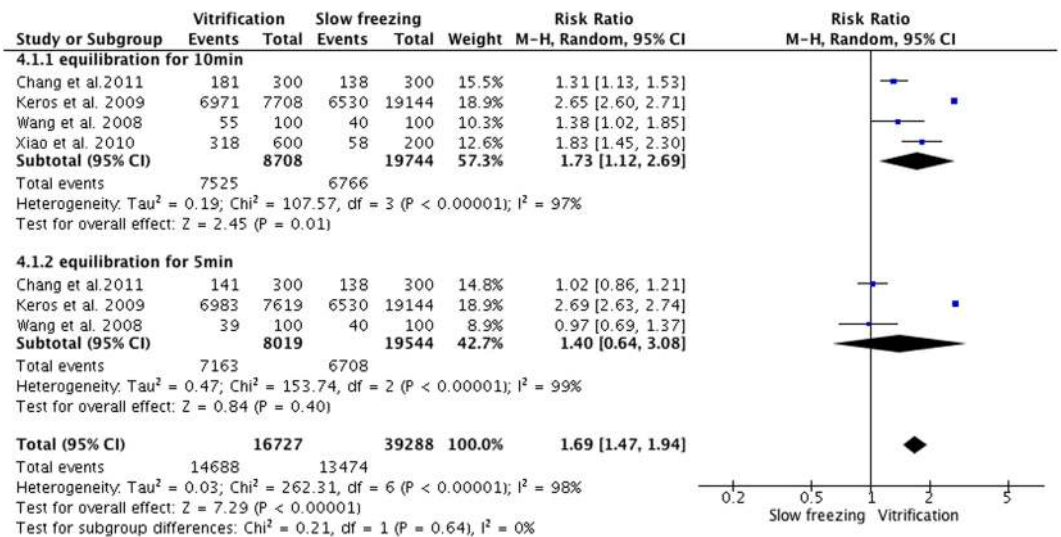 Vitrification Slow freezing Risk Ratio Risk Ratio
Study or Subgroup Events Total Events Total Weight M-H, Random, 95% CI M-H, Random, 95% CI
4.1.1 equilibration for 10min
Chang et al.2011 181 300 138 300 15.5% 1.31 [1.13, 1.53]
Keros et al. 2009 6971 7708 6530 19144 18.9% 2.65 [2.60, 2.71]
Wang et al. 2008 55 100 40 100 10.3% 1.38 [1.02, 1.85]
Xiao et al. 2010 318 600 58 200 12.6% 1.83 [1.45, 2.30]
Subtotal (95% CI) 8708 19744 57.3% 1.73 [1.12, 2.69]
Total events 7525 6766
Heterogeneity: Tau² = 0.19; Chi² = 107.57, df = 3 (P < 0.00001); I² = 97%
Test for overall effect: Z = 2.45 (P = 0.01)
4.1.2 equilibration for 5min
Chang et al.2011 141 300 138 300 14.8% 1.02 [0.86, 1.21]
Keros et al. 2009 6983 7619 6530 19144 18.9% 2.69 [2.63, 2.74]
Wang et al. 2008 39 100 40 100 8.9% 0.97 [0.69, 1.37]
Subtotal (95% CI) 8019 19544 42.7% 1.40 [0.64, 3.08]
Total events 7163 6708
Heterogeneity: Tau² = 0.47; Chi² = 153.74, df = 2 (P < 0.00001); I² = 99%
Test for overall effect: Z = 0.84 (P = 0.40)
Total (95% CI) 16727 39288 100.0% 1.69 [1.47, 1.94]
Total events 14688 13474
Heterogeneity: Tau² = 0.03; Chi² = 262.31, df = 6 (P < 0.00001); I² = 98%
Test for overall effect: Z = 7.29 (P < 0.00001)
Test for subgroup differences: Chi² = 0.21, df = 1 (P = 0.64), I² = 0%
0.2 0.5 1 2 5
Slow freezing Vitrification